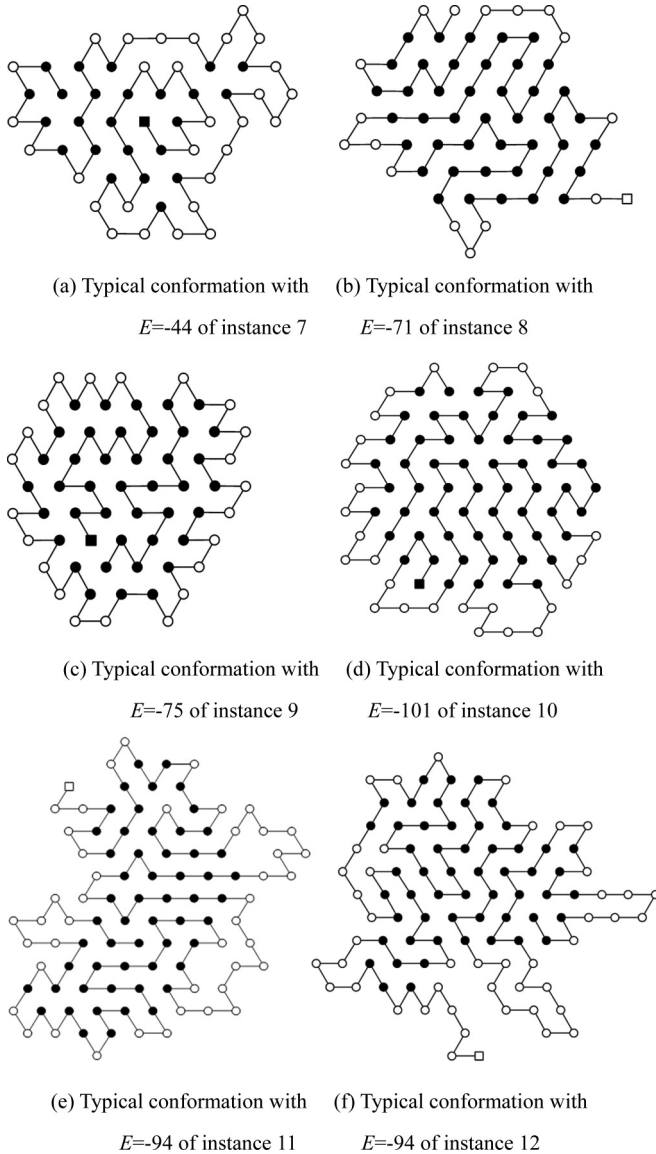 (a) Typical conformation with (b) Typical conformation with
E=-44 of instance 7 E=-71 of instance 8
(c) Typical conformation with (d) Typical conformation with
E=-75 of instance 9 E=-101 of instance 10
(e) Typical conformation with (f) Typical conformation with
E=-94 of instance 11 E=-94 of instance 12